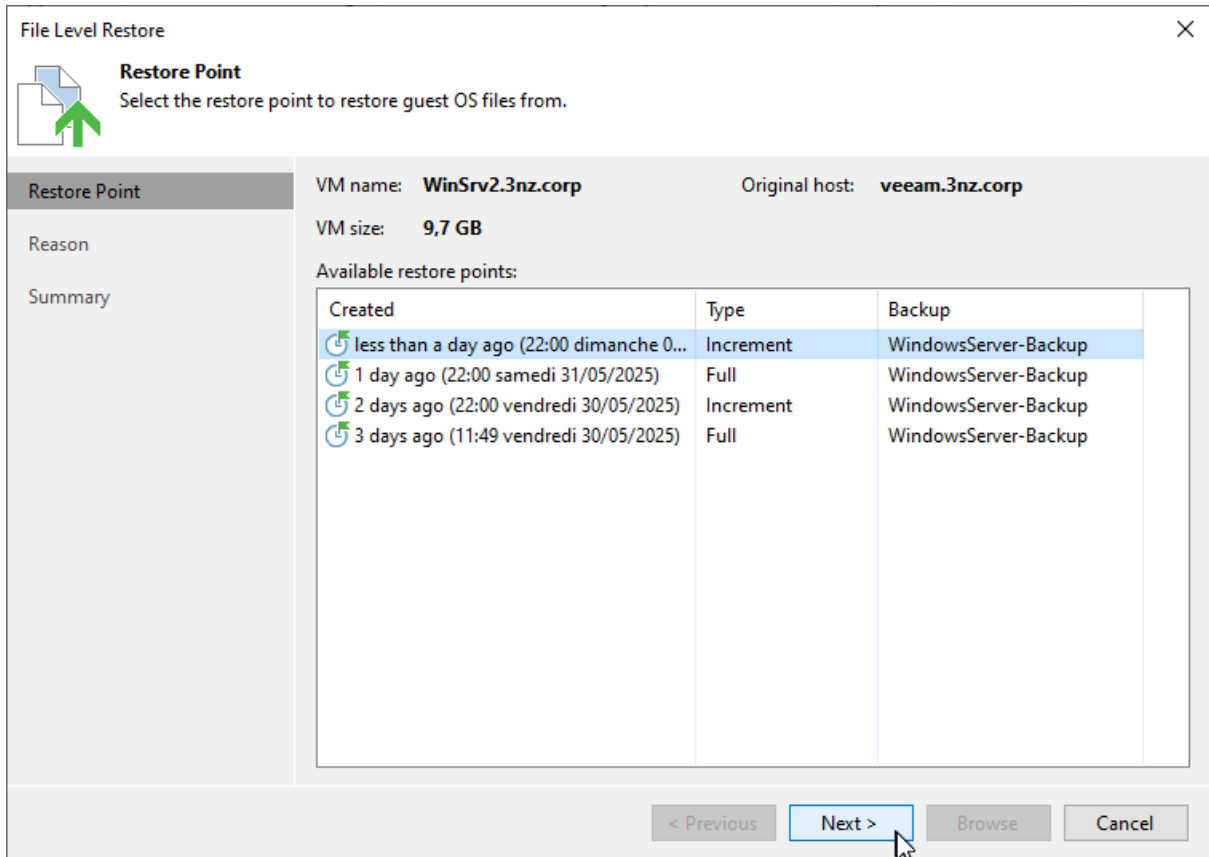 File Level Restore
Restore Point
Select the restore point to restore guest OS files from.
Restore Point
Reason
Summary
VM name: WinSrv2.3nz.corp Original host: veeam.3nz.corp
VM size: 9,7 GB
Available restore points:
Created Type Backup
less than a day ago (22:00 dimanche 0... Increment WindowsServer-Backup
1 day ago (22:00 samedi 31/05/2025) Full WindowsServer-Backup
2 days ago (22:00 vendredi 30/05/2025) Increment WindowsServer-Backup
3 days ago (11:49 vendredi 30/05/2025) Full WindowsServer-Backup
< Previous Next > Browse Cancel